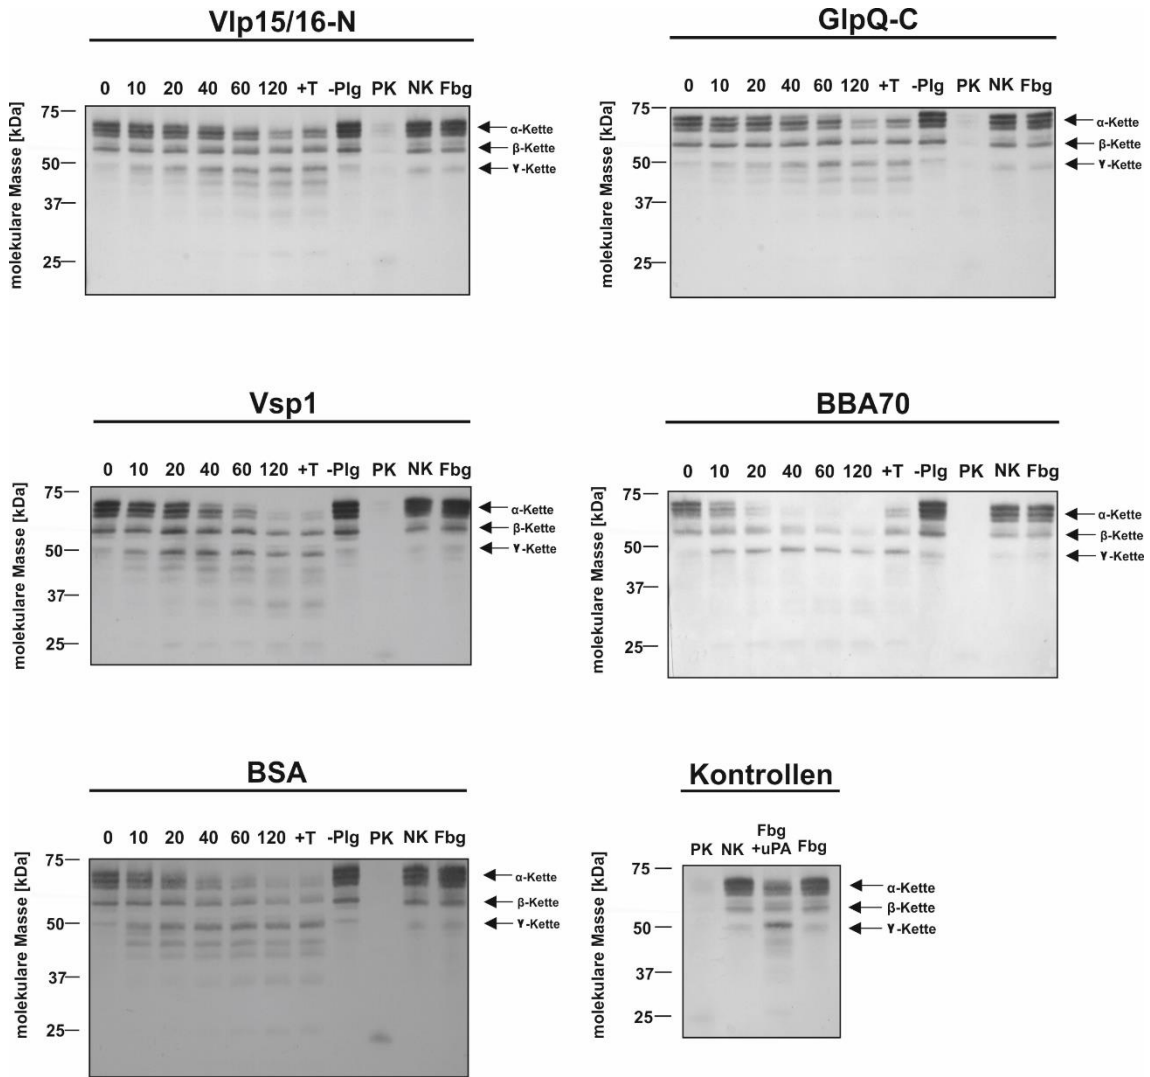 Vlp15/16-N
0 10 20 40 60 120 +T -Plg PK NK Fbg
molekulare Masse [kDa]
75
50
37
25
α-Kette
β-Kette
γ-Kette
GlpQ-C
0 10 20 40 60 120 +T -Plg PK NK Fbg
molekulare Masse [kDa]
75
50
37
25
α-Kette
β-Kette
γ-Kette
Vsp1
0 10 20 40 60 120 +T -Plg PK NK Fbg
molekulare Masse [kDa]
75
50
37
25
α-Kette
β-Kette
γ-Kette
BBA70
0 10 20 40 60 120 +T -Plg PK NK Fbg
molekulare Masse [kDa]
75
50
37
25
α-Kette
β-Kette
γ-Kette
BSA
0 10 20 40 60 120 +T -Plg PK NK Fbg
molekulare Masse [kDa]
75
50
37
25
α-Kette
β-Kette
γ-Kette
Kontrollen
Fbg
PK NK +uPA Fbg
molekulare Masse [kDa]
75
50
37
25
α-Kette
β-Kette
γ-Kette